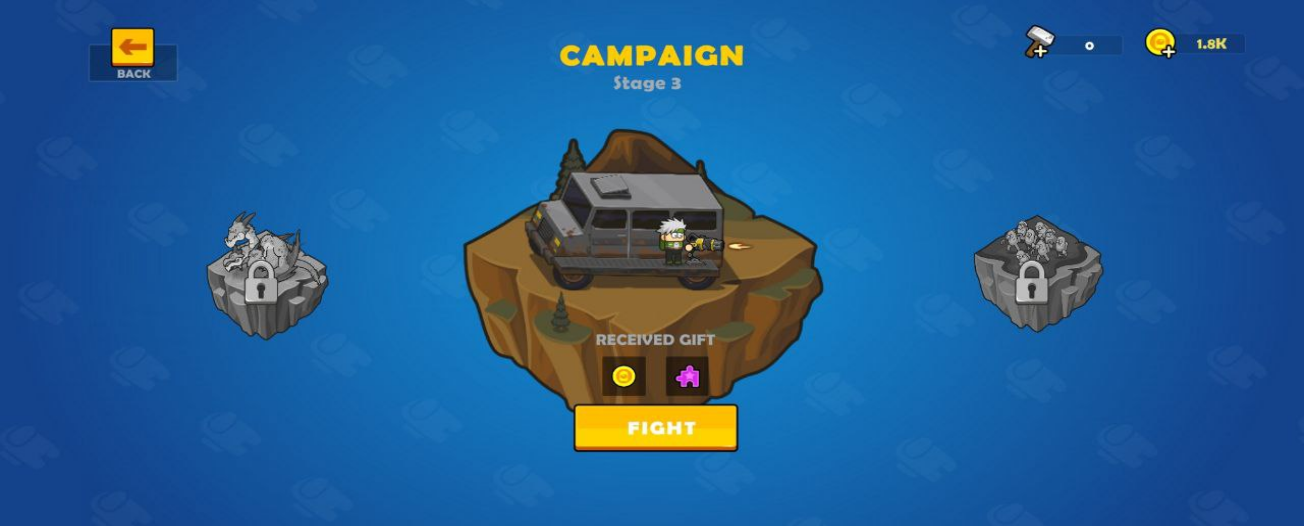 BACK
CAMPAIGN
Stage 3
0
1.8K
RECEIVED GIFT
FIGHT